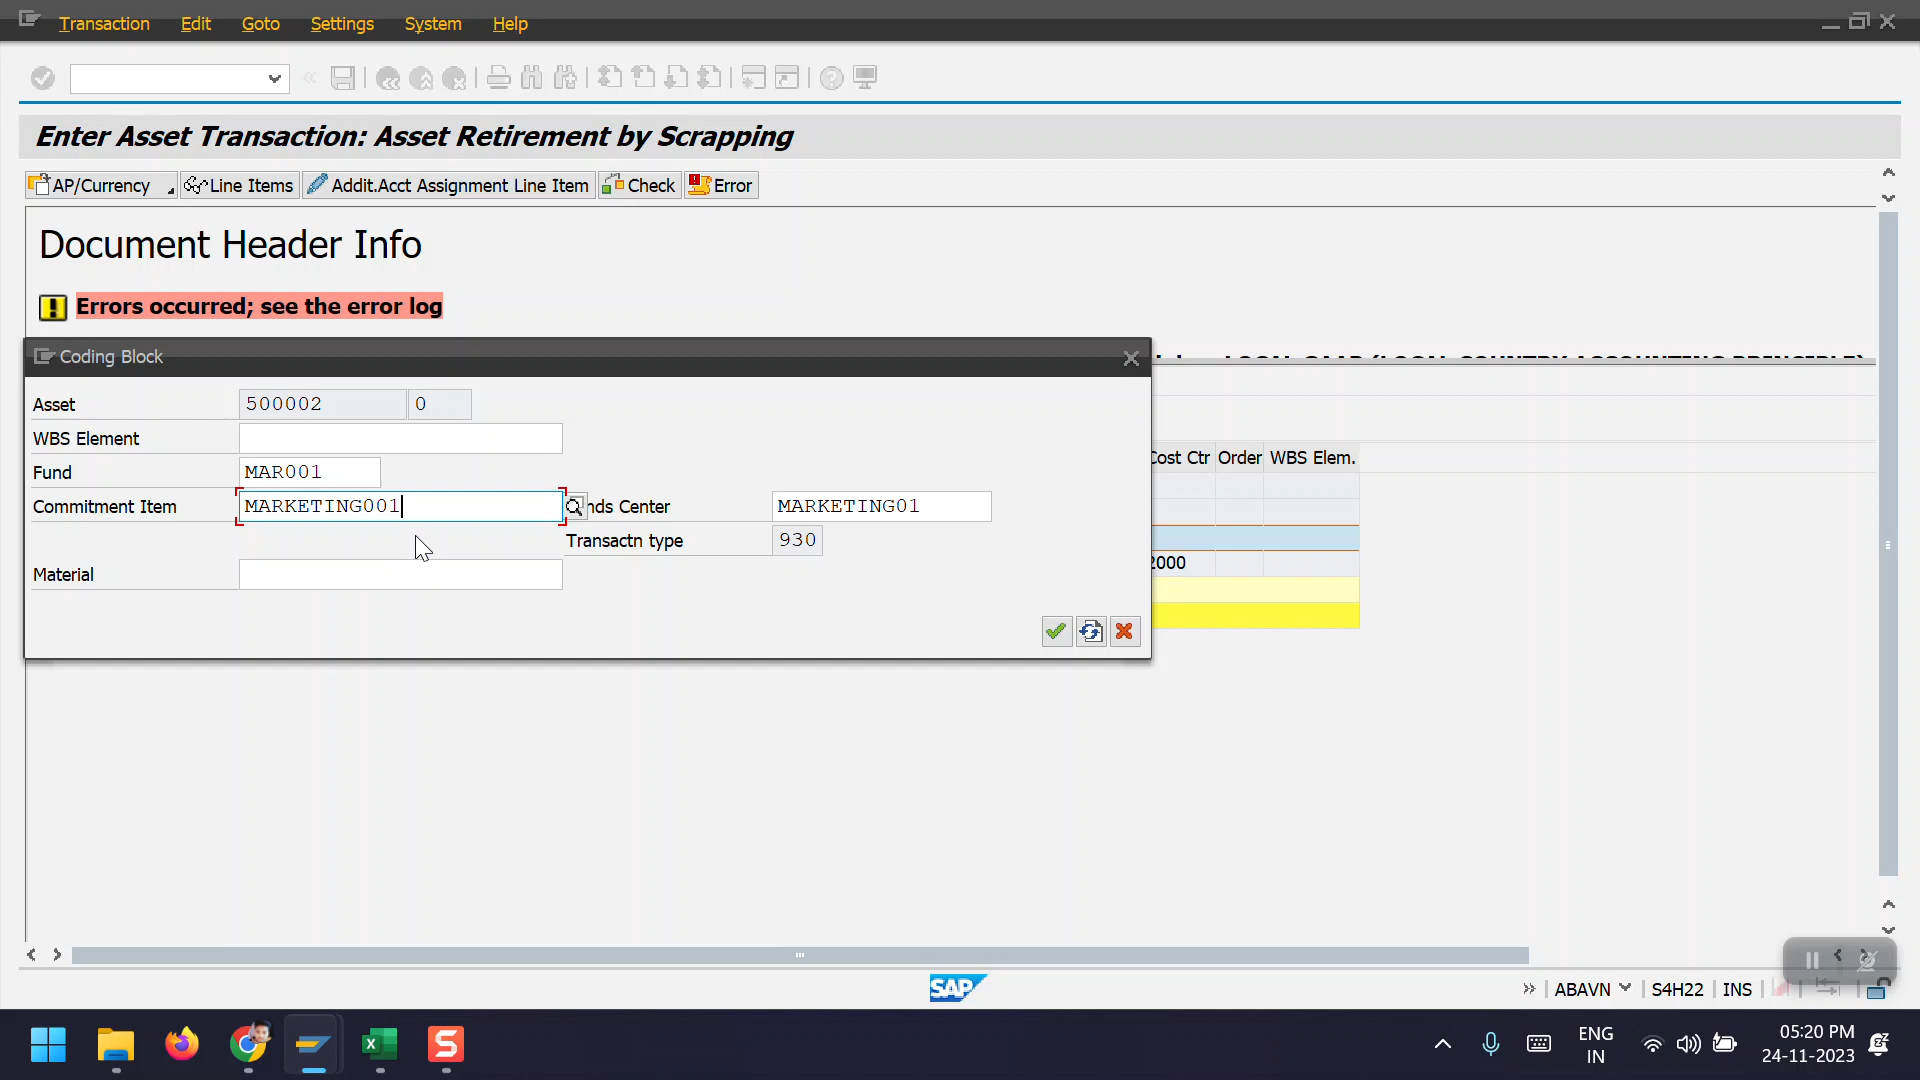 Transaction Edit Goto Settings System Help
Enter Asset Transaction: Asset Retirement by Scrapping
AP/Currency Line Items Addit.Acct Assignment Line Item Check Error
Document Header Info
Errors occurred; see the error log
Coding Block
Asset 500002 0
WBS Element
Fund MAR001
Commitment Item MARKETING001 nds Center MARKETING01
Transactn type 930
Material
Cost Ctr Order WBS Elem.
2000
SAP
ABAVN S4H22 INS
ENG
IN
05:20 PM
24-11-2023